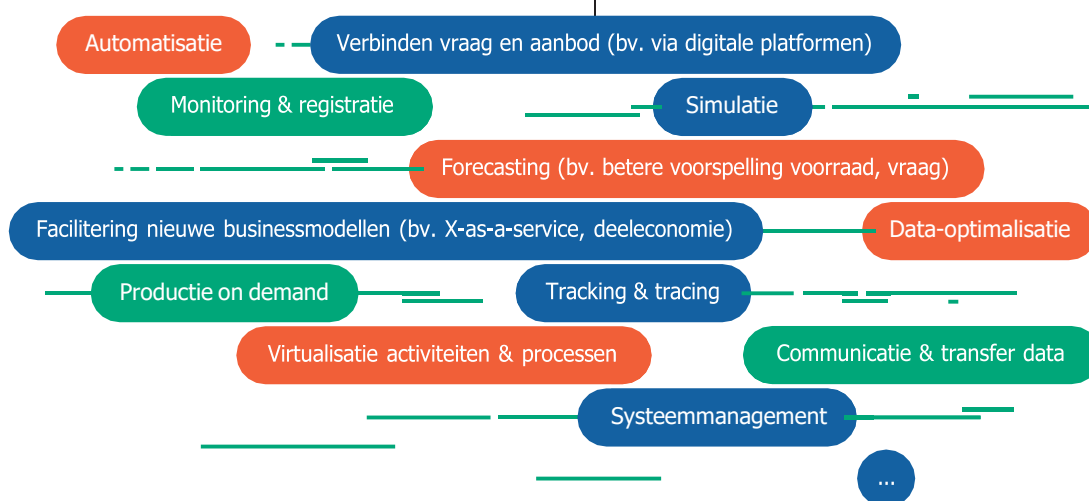 Automatisatie
Verbinden vraag en aanbod (bv. via digitale platformen)
Monitoring & registratie
Simulatie
Forecasting (bv. betere voorspelling voorraad, vraag)
Facilitering nieuwe businessmodellen (bv. X-as-a-service, deeleconomie)
Data-optimalisatie
Productie on demand
Tracking & tracing
Virtualisatie activiteiten & processen
Communicatie & transfer data
Systeemmanagement
...